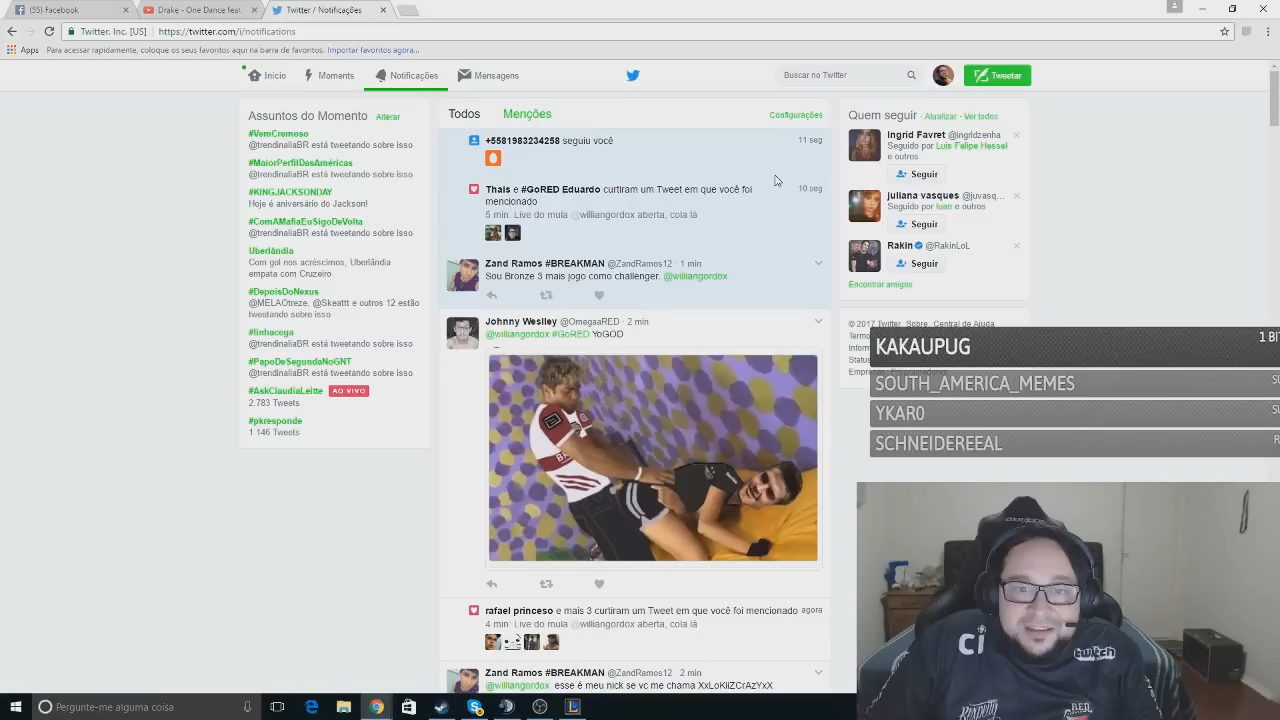 (55) Facebook
Drake - One Dance feat.
Twitter / Notificações
Twitter, Inc. [US]
https://twitter.com/i/notifications
Apps
Para acessar rapidamente, coloque os seus favoritos aqui na barra de favoritos.
Importar favoritos agora...
Início
Moments
Notificações
Mensagens
Buscar no Twitter
Tweetar
Assuntos do Momento
Alterar
#VemCremoso
@trendinaliaBR está tweetando sobre isso
#MaiorPerfilDasAméricas
@trendinaliaBR está tweetando sobre isso
#KINGJACKSONDAY
Hoje é aniversário do Jackson!
#ComAMafiaEuSigoDeVolta
@trendinaliaBR está tweetando sobre isso
Uberlândia
Com gol nos acréscimos, Uberlândia
empata com Cruzeiro
#DepoisDoNexus
@MELAOtreze, @Skeattt e outros 12 estão
tweetando sobre isso
#linhacega
@trendinaliaBR está tweetando sobre isso
#PapoDeSegundaNoGNT
@trendinaliaBR está tweetando sobre isso
#AskClaudiaLeitte AO VIVO
2.783 Tweets
#pkresponde
1.146 Tweets
Todos
Menções
Configurações
+5581983234258 seguiu você
11 seg
Thais e #GoRED Eduardo curtiram um Tweet em que você foi
mencionado
10 seg
5 min: Live do mula @williangordox aberta, cola lá
Zand Ramos #BREAKMAN @ZandRamos12 · 1 min
Sou Bronze 3 mais jogo como challenger. @williangordox
Johnny Weslley @OmegaaRED · 2 min
@williangordox #GoRED YoGOD
rafael princeso e mais 3 curtiram um Tweet em que você foi mencionado
agora
4 min: Live do mula @williangordox aberta, cola lá
Zand Ramos #BREAKMAN @ZandRamos12 · 2 min
@williangordox esse é meu nick se vc me chama XxLoKiiZCrAzYxX
Quem seguir · Atualizar · Ver todos
Ingrid Favret @ingridzenha
Seguido por Luis Felipe Hessel
e outros
Seguir
juliana vasques @juvasq...
Seguido por luan e outros
Seguir
Rakin @RakinLoL
Seguir
Encontrar amigos
© 2017 Twitter Sobre Central de Ajuda
KAKAUPUG
1 BI
SOUTH_AMERICA_MEMES
SU
YKAR0
SU
SCHNEIDEREEAL
R
ci
twitch
RED
Pergunte-me alguma coisa